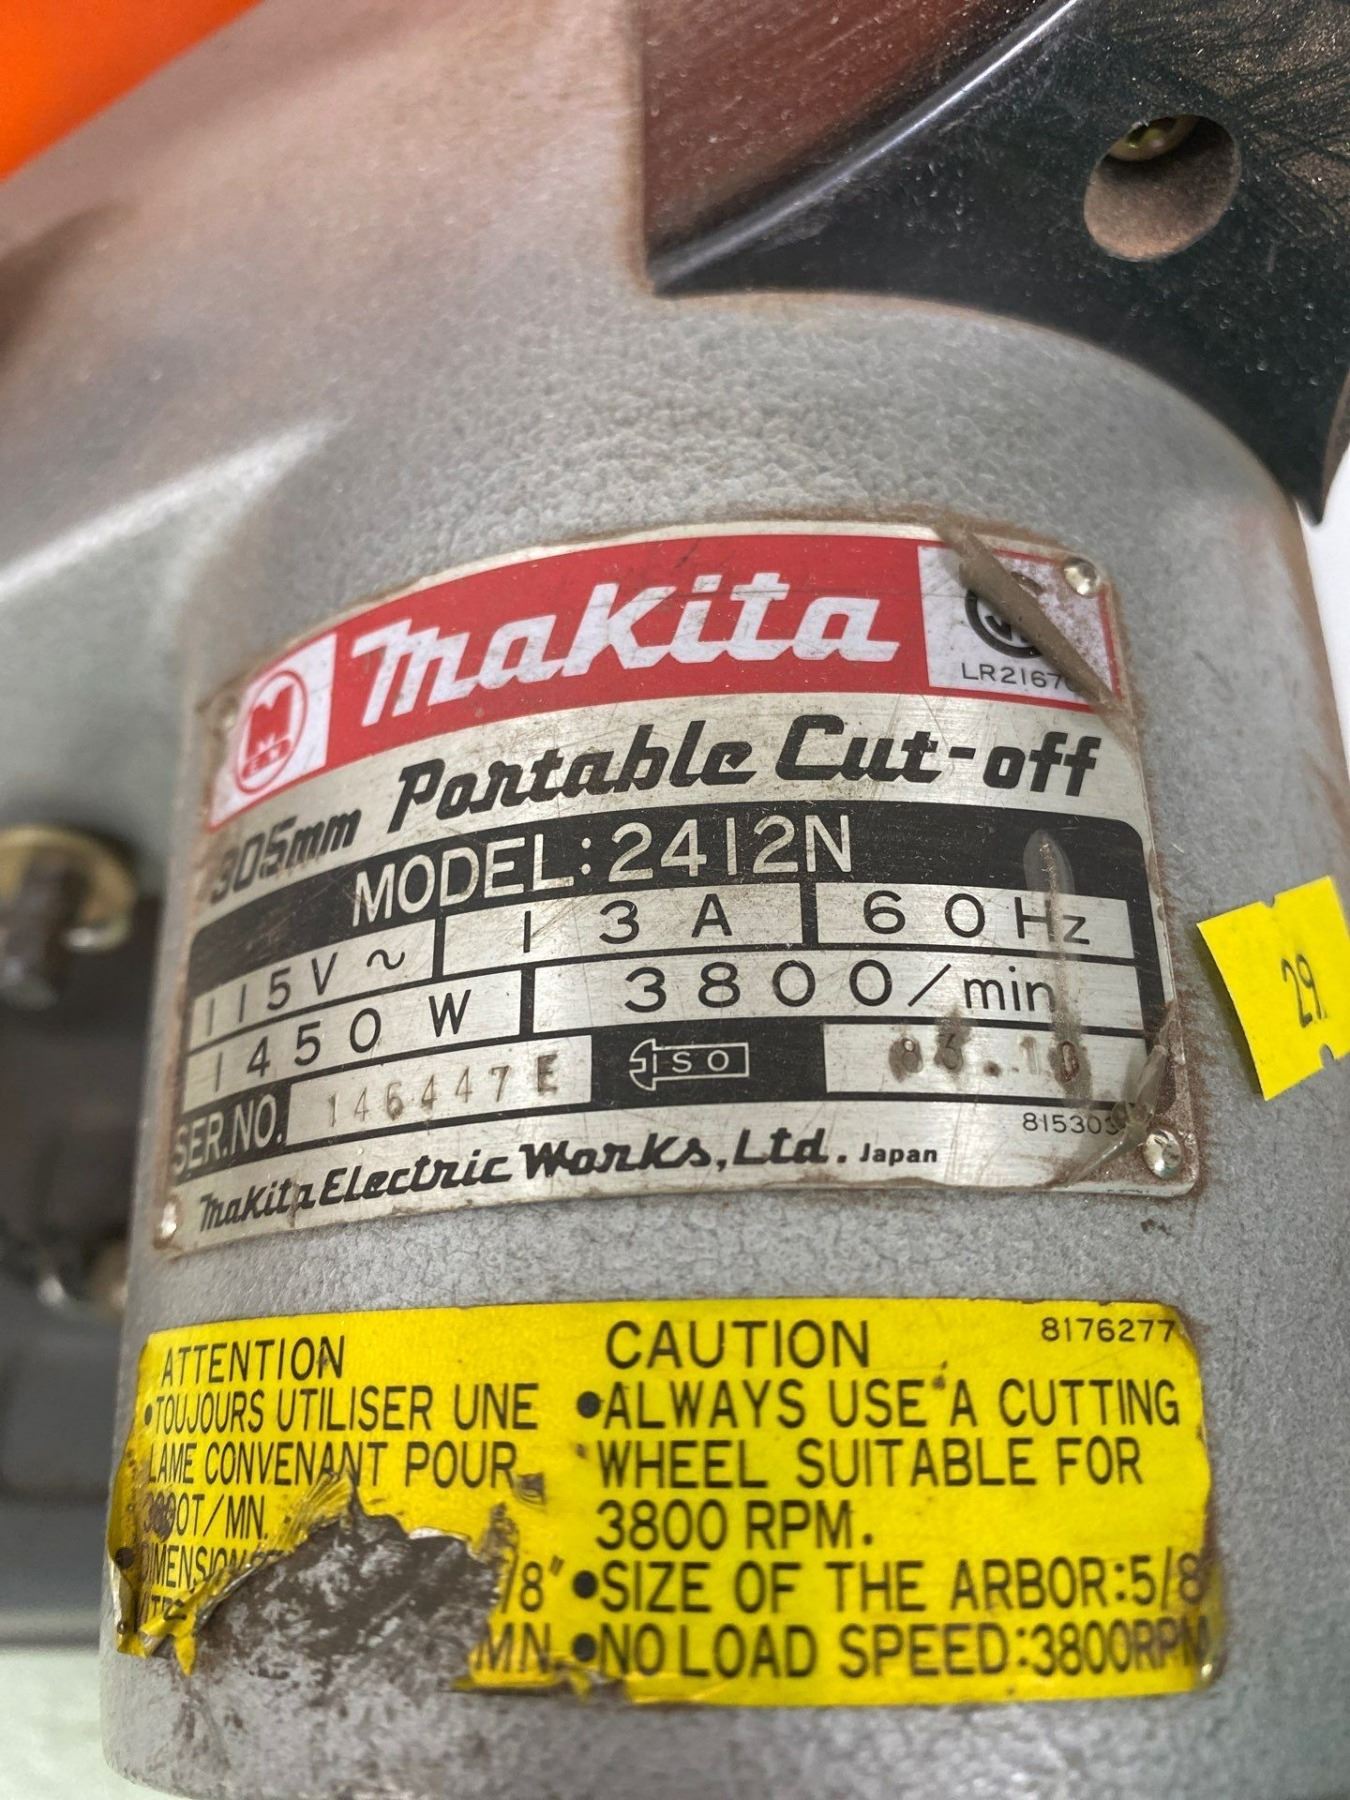 Makita
305mm Portable Cut-off
MODEL:2412N
115V ~ 13A 60Hz
1450W 3800/min
SER.NO. 146447E ISO
Makita Electric Works, Ltd. Japan
29.
ATTENTION
•TOUJOURS UTILISER UNE
LAME CONVENANT POUR
/8"
MN.
CAUTION 8176277
•ALWAYS USE A CUTTING
WHEEL SUITABLE FOR
3800 RPM.
•SIZE OF THE ARBOR:5/8
•NO LOAD SPEED:3800RPM